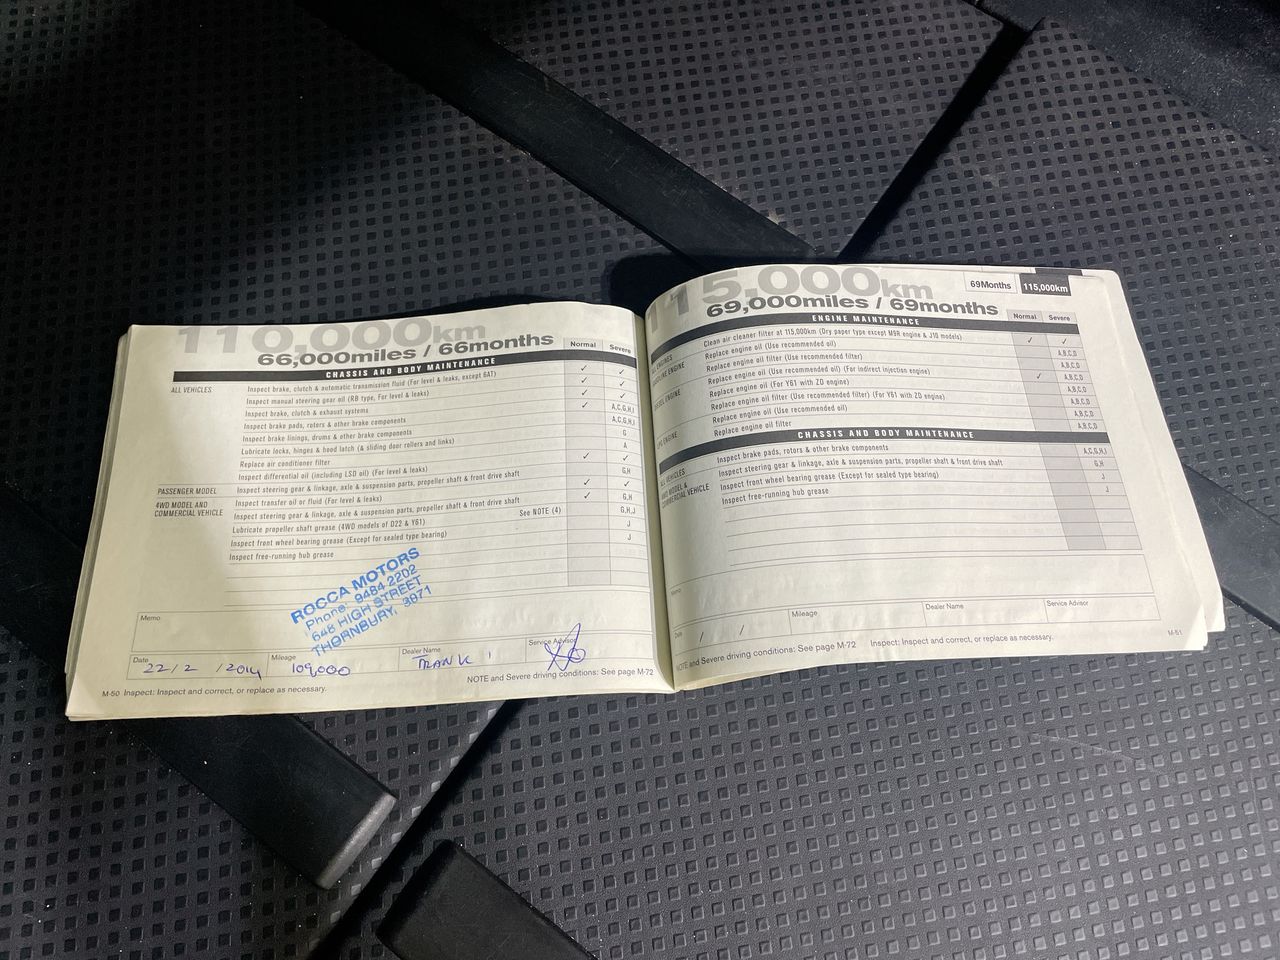 110,000km
66,000miles / 66months
Normal Severe
CHASSIS AND BODY MAINTENANCE
ALL VEHICLES
Inspect brake, clutch & automatic transmission fluid (For level & leaks, except 6AT) ✓ ✓
Inspect manual steering gear oil (RB type, For level & leaks) ✓ ✓
Inspect brake, clutch & exhaust systems ✓ ✓
Inspect brake pads, rotors & other brake components ✓ A,C,G,H,I
Inspect brake linings, drums & other brake components A,C,G,H,I
Lubricate locks, hinges & hood latch (& sliding door rollers and links) G
Replace air conditioner filter A
Inspect differential oil (including LSD oil) (For level & leaks) ✓ ✓
PASSENGER MODEL
Inspect steering gear & linkage, axle & suspension parts, propeller shaft & front drive shaft G,H
4WD MODEL AND COMMERCIAL VEHICLE
Inspect transfer oil or fluid (For level & leaks) ✓ ✓
Inspect steering gear & linkage, axle & suspension parts, propeller shaft & front drive shaft ✓ G,H
Lubricate propeller shaft grease (4WD models of D22 & Y61) See NOTE (4) G,H,J
Inspect front wheel bearing grease (Except for sealed type bearing) J
Inspect free-running hub grease J
ROCCA MOTORS
Phone: 9484 2202
648 HIGH STREET
THORNBURY, 3071
Memo
Date 22/2/2014 Mileage 109,000 Dealer Name Service Advisor
NOTE and Severe driving conditions: See page M-72
M-50 Inspect: Inspect and correct, or replace as necessary.
115,000km
69,000miles / 69months
69Months 115,000km
Normal Severe
ENGINE MAINTENANCE
Clean air cleaner filter at 115,000km (Dry paper type except M9R engine & J10 models) ✓ ✓
Replace engine oil (Use recommended oil) A,B,C,D
Replace engine oil filter (Use recommended filter) A,B,C,D
Replace engine oil (Use recommended oil) (For indirect injecting engine) ✓ A,B,C,D
Replace engine oil (For Y61 with ZD engine) A,B,C,D
Replace engine oil filter (Use recommended filter) (For Y61 with ZD engine) A,B,C,D
Replace engine oil (Use recommended oil) A,B,C,D
Replace engine oil filter A,B,C,D
CHASSIS AND BODY MAINTENANCE
ALL VEHICLES
Inspect brake pads, rotors & other brake components A,C,G,H,I
MODEL &
COMMERCIAL VEHICLE
Inspect steering gear & linkage, axle & suspension parts, propeller shaft & front drive shaft G,H
Inspect front wheel bearing grease (Except for sealed type bearing) J
Inspect free-running hub grease
Memo
Date / / Mileage Dealer Name Service Advisor
NOTE and Severe driving conditions: See page M-72 Inspect: Inspect and correct, or replace as necessary.
M-51